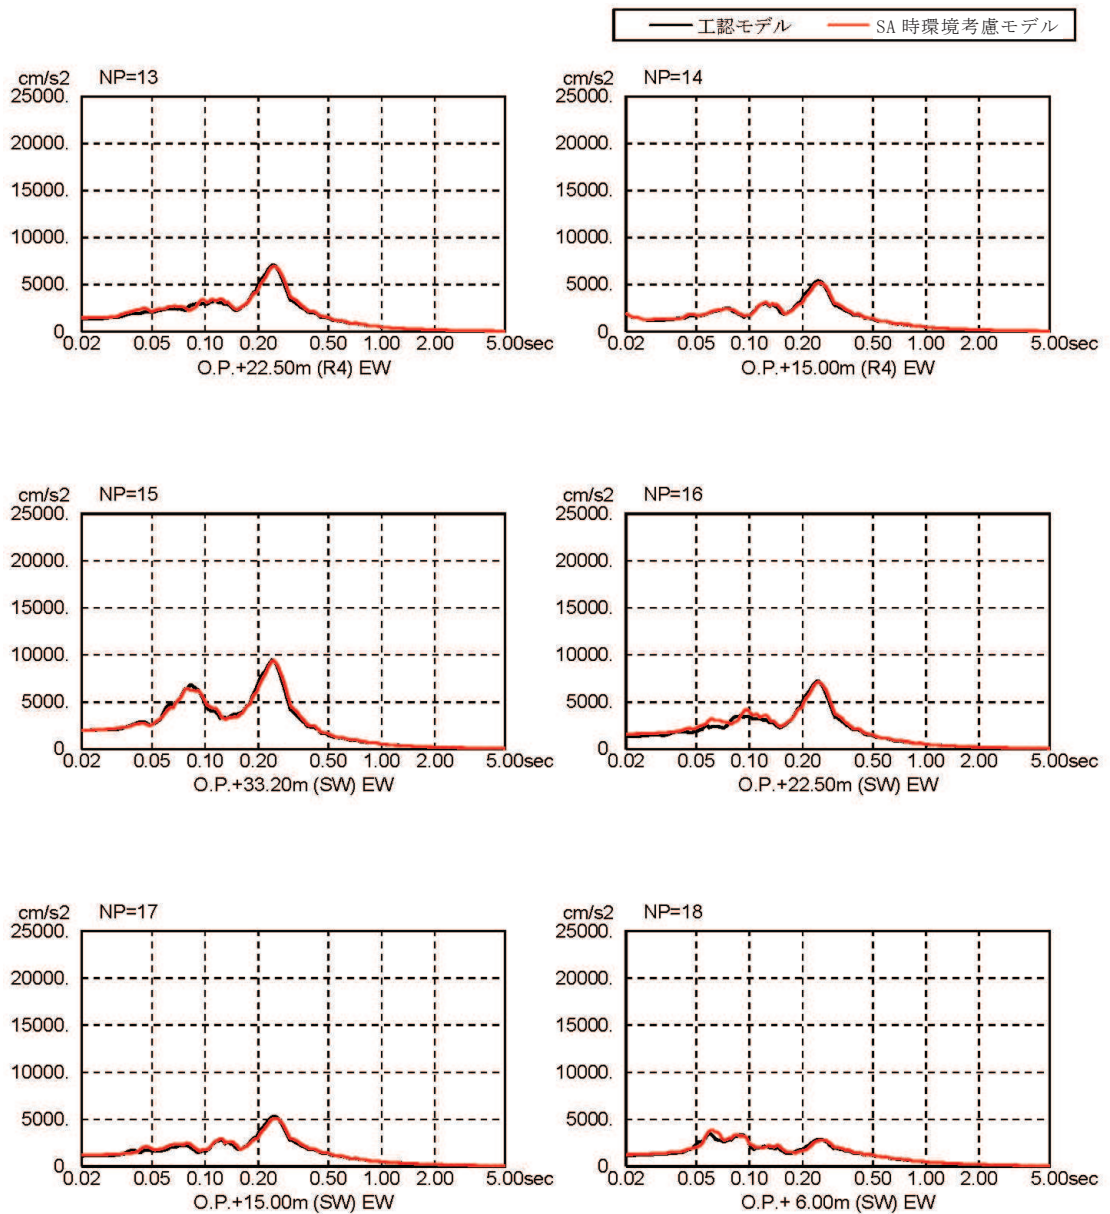 工認モデル SA 時環境考慮モデル
cm/s2 NP=13
25000.
20000.
15000.
10000.
5000.
0.
0.02 0.05 0.10 0.20 0.50 1.00 2.00 5.00sec
O.P.+22.50m (R4) EW
cm/s2 NP=14
25000.
20000.
15000.
10000.
5000.
0.
0.02 0.05 0.10 0.20 0.50 1.00 2.00 5.00sec
O.P.+15.00m (R4) EW
cm/s2 NP=15
25000.
20000.
15000.
10000.
5000.
0.
0.02 0.05 0.10 0.20 0.50 1.00 2.00 5.00sec
O.P.+33.20m (SW) EW
cm/s2 NP=16
25000.
20000.
15000.
10000.
5000.
0.
0.02 0.05 0.10 0.20 0.50 1.00 2.00 5.00sec
O.P.+22.50m (SW) EW
cm/s2 NP=17
25000.
20000.
15000.
10000.
5000.
0.
0.02 0.05 0.10 0.20 0.50 1.00 2.00 5.00sec
O.P.+15.00m (SW) EW
cm/s2 NP=18
25000.
20000.
15000.
10000.
5000.
0.
0.02 0.05 0.10 0.20 0.50 1.00 2.00 5.00sec
O.P.+ 6.00m (SW) EW